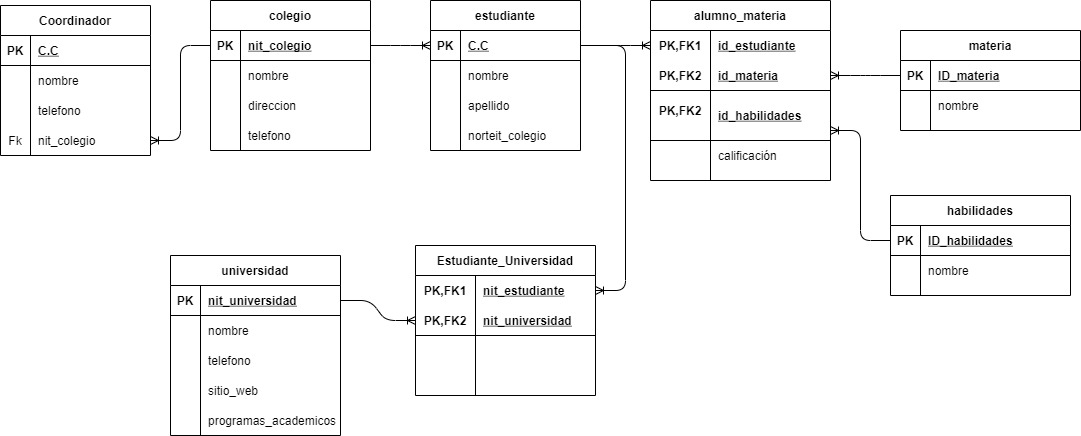 Coordinador
PK C.C
nombre
telefono
Fk nit_colegio
colegio
PK nit_colegio
nombre
direccion
telefono
estudiante
PK C.C
nombre
apellido
norteit_colegio
alumno_materia
PK,FK1 id_estudiante
PK,FK2 id_materia
PK,FK2 id_habilidades
calificación
materia
PK ID_materia
nombre
habilidades
PK ID_habilidades
nombre
universidad
PK nit_universidad
nombre
telefono
sitio_web
programas_academicos
Estudiante_Universidad
PK,FK1 nit_estudiante
PK,FK2 nit_universidad